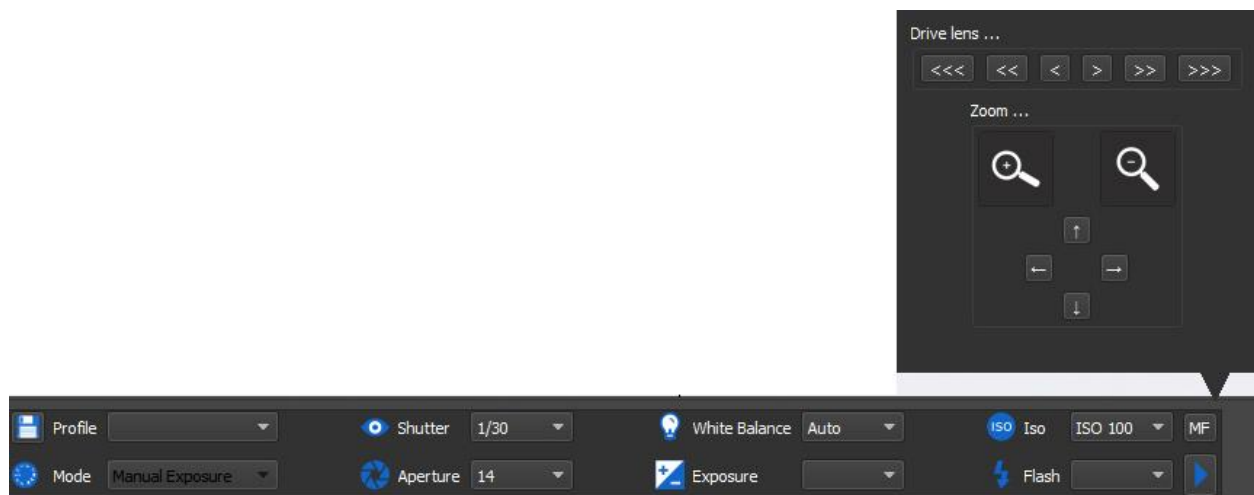 Drive lens ...
<<< << < > >> >>>
Zoom ...
+ -
↑
← →
↓
Profile Shutter 1/30 White Balance Auto ISO Iso ISO 100 MF
Mode Manual Exposure Aperture 14 Exposure Flash